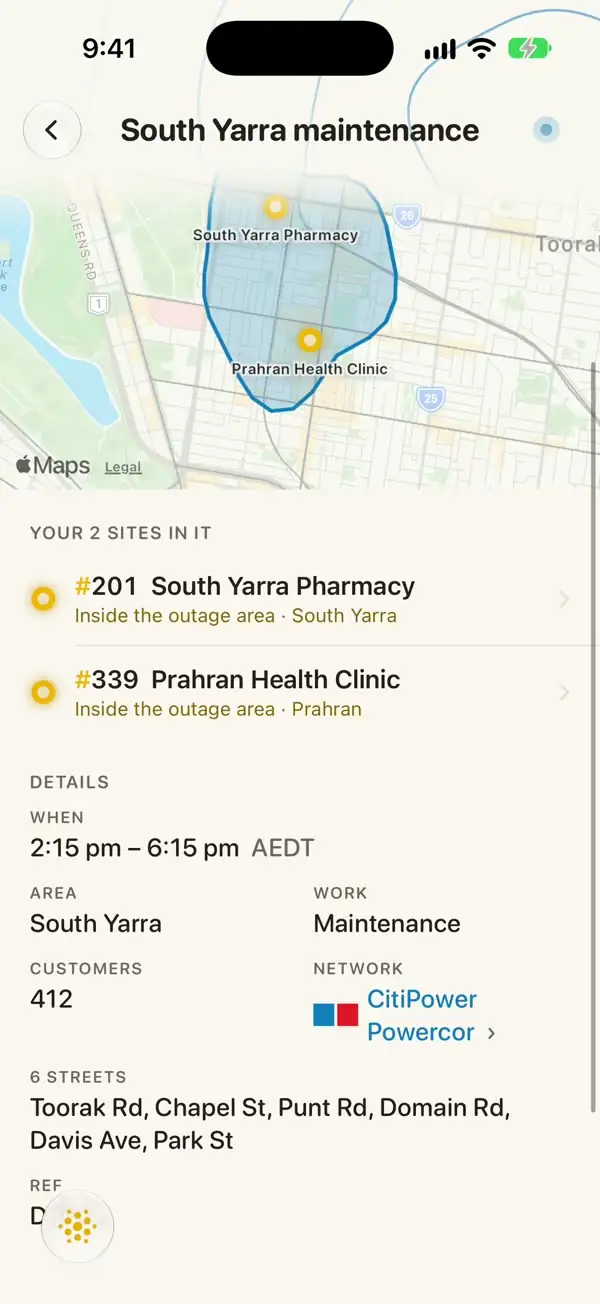 9:41
South Yarra maintenance
QUEENS RD
26
South Yarra Pharmacy
1
Prahran Health Clinic
25
Maps Legal
YOUR 2 SITES IN IT
#201 South Yarra Pharmacy
Inside the outage area · South Yarra
#339 Prahran Health Clinic
Inside the outage area · Prahran
DETAILS
WHEN
2:15 pm – 6:15 pm AEDT
AREA
South Yarra
WORK
Maintenance
CUSTOMERS
412
NETWORK
CitiPower
Powercor ›
6 STREETS
Toorak Rd, Chapel St, Punt Rd, Domain Rd,
Davis Ave, Park St
REF